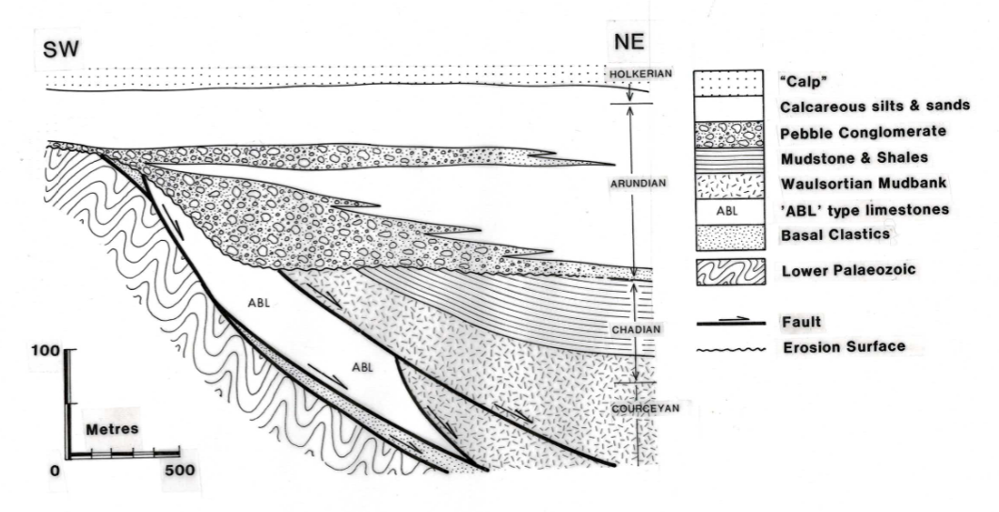 SW
NE
HOLKERIAN
ARUNDIAN
CHADIAN
COURCEYAN
ABL
ABL
100
Metres
0
500
"Calp"
Calcareous silts & sands
Pebble Conglomerate
Mudstone & Shales
Waulsortian Mudbank
ABL
'ABL' type limestones
Basal Clastics
Lower Palaeozoic
Fault
Erosion Surface